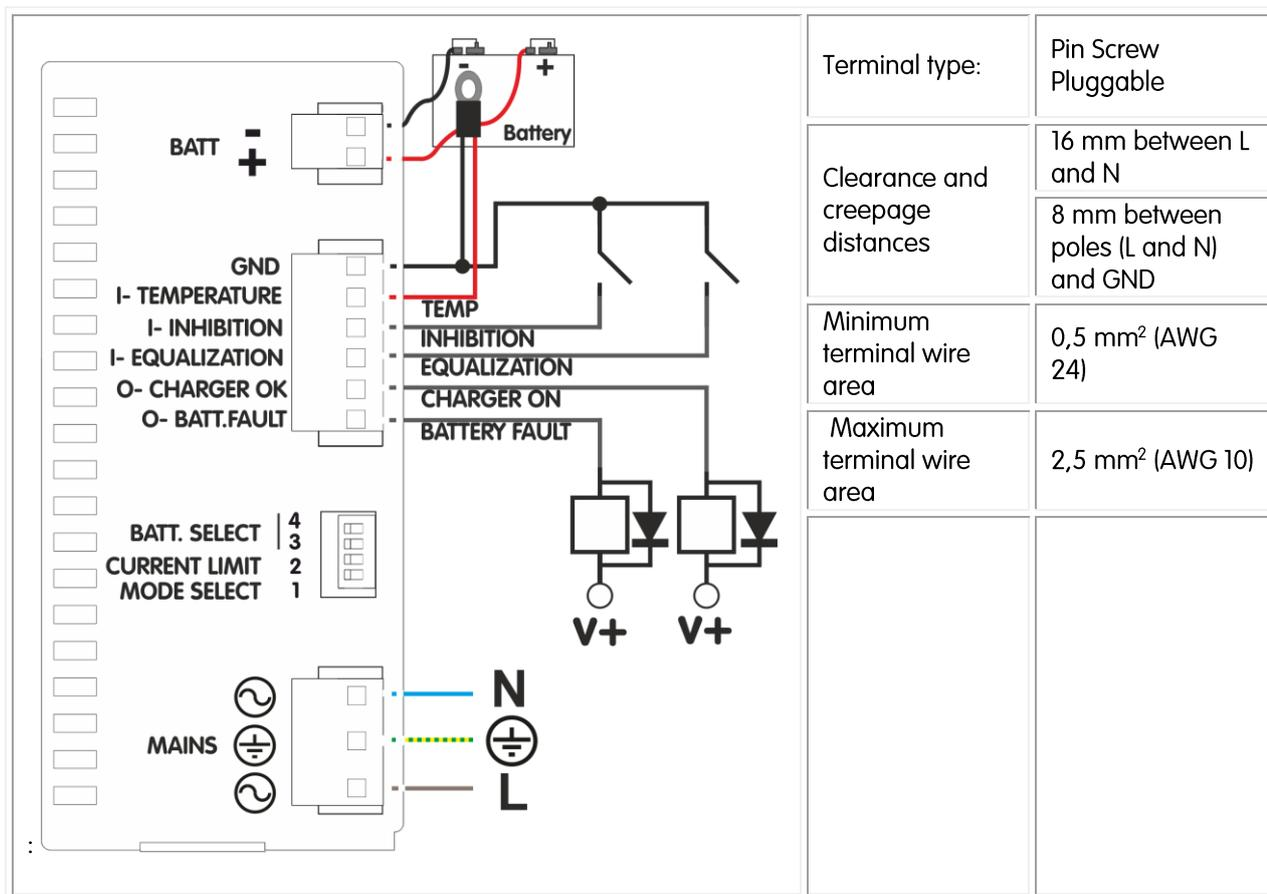 - +
Battery
BATT - +
GND
I- TEMPERATURE
I- INHIBITION
I- EQUALIZATION
O- CHARGER OK
O- BATT.FAULT
TEMP
INHIBITION
EQUALIZATION
CHARGER ON
BATTERY FAULT
BATT. SELECT 4
3
CURRENT LIMIT 2
MODE SELECT 1
V+ V+
N
MAINS
L
:
Terminal type:
Pin Screw
Pluggable
Clearance and
creepage
distances
16 mm between L
and N
8 mm between
poles (L and N)
and GND
Minimum
terminal wire
area
0,5 mm² (AWG
24)
Maximum
terminal wire
area
2,5 mm² (AWG 10)